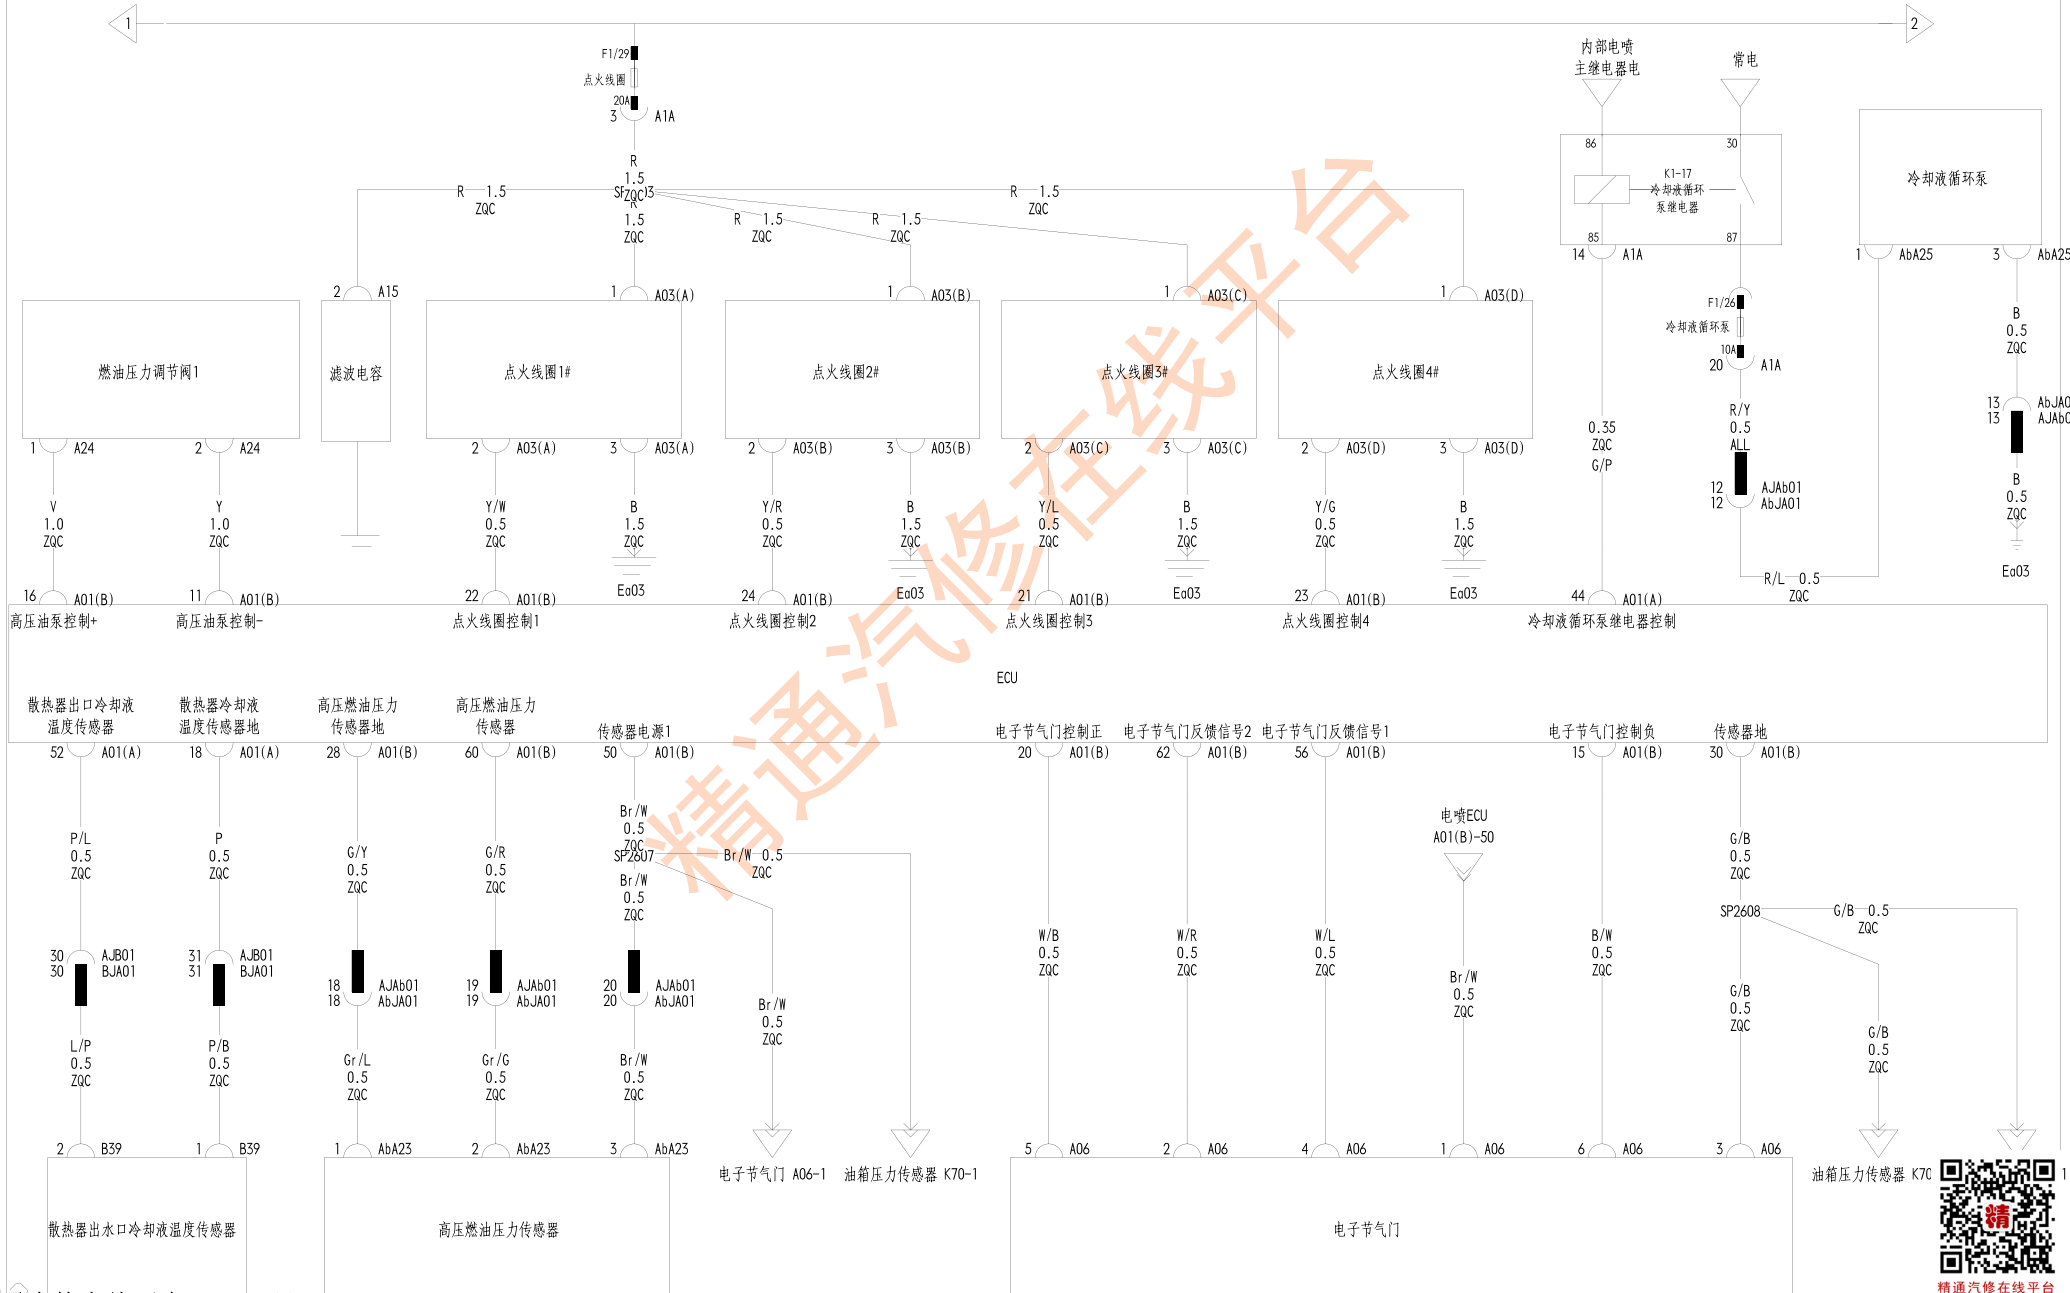 1
2
F1/29
点火线圈
20A
3 A1A
R
1.5
ZQC
R 1.5
ZQC
R
1.5
ZQC
R 1.5
ZQC
R 1.5
ZQC
R 1.5
ZQC
内部电喷
主继电器电
常电
86
30
K1-17
冷却液循环
泵继电器
85
87
14 A1A
冷却液循环泵
1 AbA25
3 AbA25
F1/26
冷却液循环泵
10A
20 A1A
R/Y
0.5
ALL
12 AJAb01
12 AbJA01
R/L 0.5
ZQC
B
0.5
ZQC
13
13
B
0.5
ZQC
Ea03
0.35
ZQC
G/P
2 A15
1 A03(A)
1 A03(B)
1 A03(C)
1 A03(D)
燃油压力调节阀1
滤波电容
点火线圈1#
点火线圈2#
点火线圈3#
点火线圈4#
1 A24
2 A24
2 A03(A)
3 A03(A)
2 A03(B)
3 A03(B)
2 A03(C)
3 A03(C)
2 A03(D)
3 A03(D)
V
1.0
ZQC
Y
1.0
ZQC
Y/W
0.5
ZQC
B
1.5
ZQC
Y/R
0.5
ZQC
B
1.5
ZQC
Y/L
0.5
ZQC
B
1.5
ZQC
Y/G
0.5
ZQC
B
1.5
ZQC
Ea03
Ea03
Ea03
Ea03
16 A01(B)
11 A01(B)
22 A01(B)
24 A01(B)
21 A01(B)
23 A01(B)
44 A01(A)
高压油泵控制+
高压油泵控制-
点火线圈控制1
点火线圈控制2
点火线圈控制3
点火线圈控制4
冷却液循环泵继电器控制
ECU
散热器出口冷却液
温度传感器
散热器冷却液
温度传感器地
高压燃油压力
传感器地
高压燃油压力
传感器
传感器电源1
电子节气门控制正
电子节气门反馈信号2
电子节气门反馈信号1
电子节气门控制负
传感器地
52 A01(A)
18 A01(A)
28 A01(B)
60 A01(B)
50 A01(B)
20 A01(B)
62 A01(B)
56 A01(B)
15 A01(B)
30 A01(B)
P/L
0.5
ZQC
P
0.5
ZQC
G/Y
0.5
ZQC
G/R
0.5
ZQC
Br/W
0.5
ZQC
SP2607
Br/W 0.5
ZQC
Br/W
0.5
ZQC
电喷ECU
A01(B)-50
G/B
0.5
ZQC
SP2608
G/B 0.5
ZQC
W/B
0.5
ZQC
W/R
0.5
ZQC
W/L
0.5
ZQC
Br/W
0.5
ZQC
B/W
0.5
ZQC
G/B
0.5
ZQC
G/B
0.5
ZQC
30 AJB01
30 BJA01
31 AJB01
31 BJA01
18 AJAb01
18 AbJA01
19 AJAb01
19 AbJA01
20 AJAb01
20 AbJA01
L/P
0.5
ZQC
P/B
0.5
ZQC
Gr/L
0.5
ZQC
Gr/G
0.5
ZQC
Br/W
0.5
ZQC
Br/W
0.5
ZQC
2 B39
1 B39
1 AbA23
2 AbA23
3 AbA23
电子节气门 A06-1
油箱压力传感器 K70-1
5 A06
2 A06
4 A06
1 A06
6 A06
3 A06
油箱压力传感器 K70
1
散热器出水口冷却液温度传感器
高压燃油压力传感器
电子节气门
精通汽修在线平台
精
精通汽修在线平台